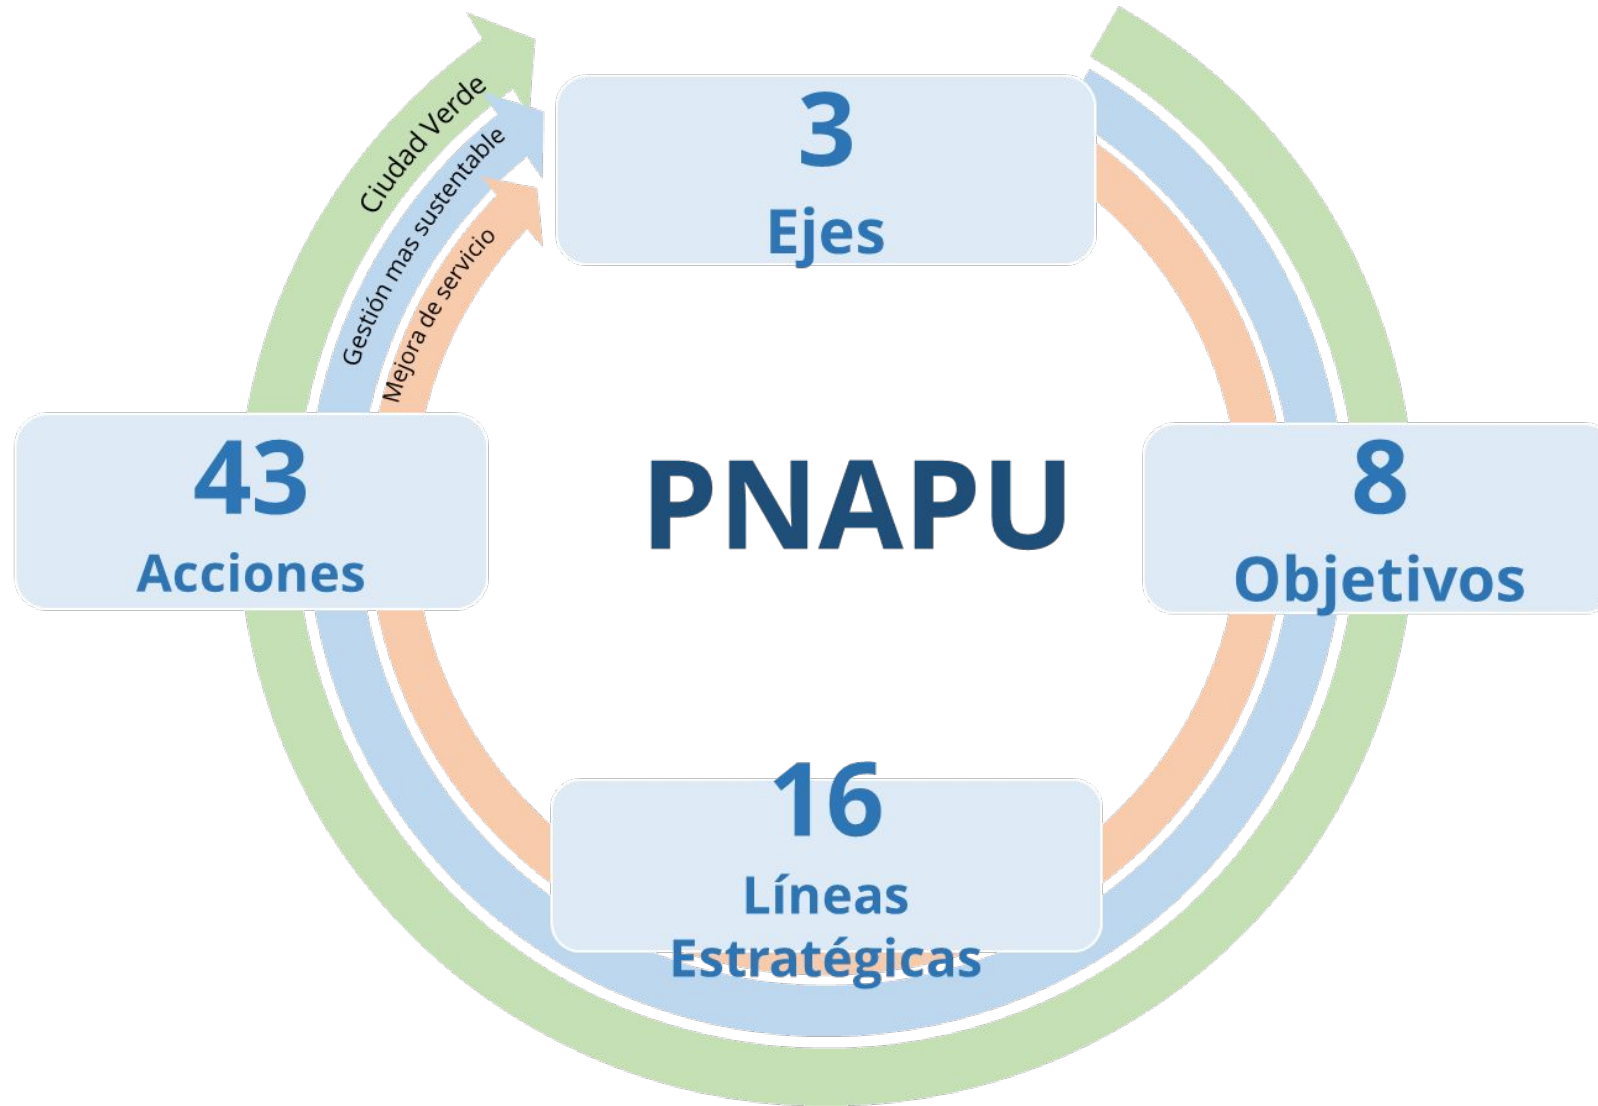 Ciudad Verde
Gestión mas sustentable
Mejora de servicio
3
Ejes
43
Acciones
PNAPU
8
Objetivos
16
Líneas
Estratégicas